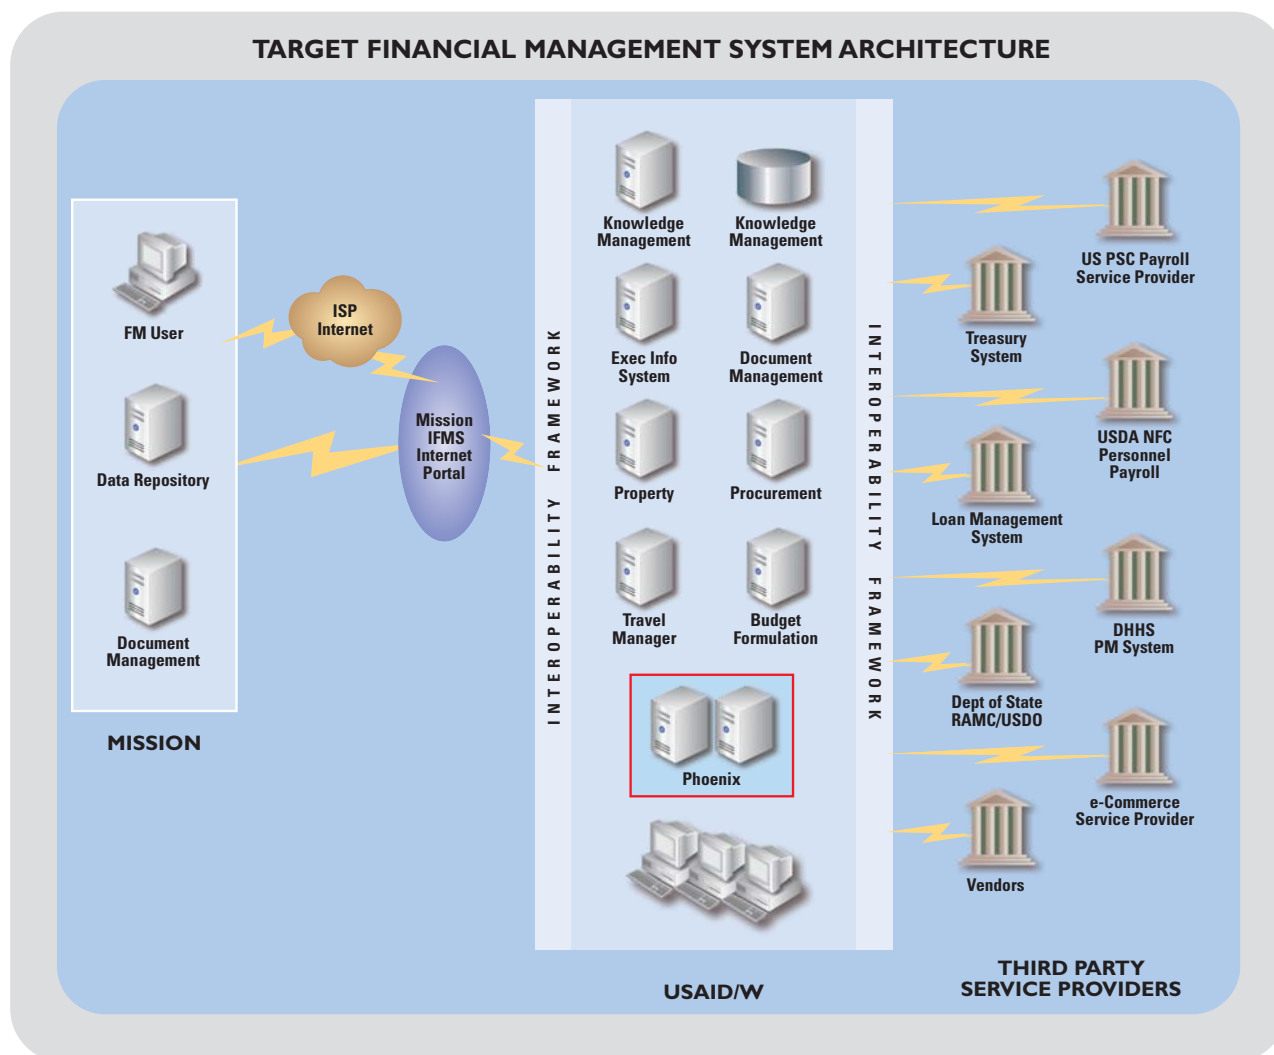 TARGET FINANCIAL MANAGEMENT SYSTEM ARCHITECTURE
FM User
Data Repository
Document
Management
MISSION
ISP
Internet
Mission
IFMS
Internet
Portal
INTEROPERABILITY FRAMEWORK
Knowledge
Management
Knowledge
Management
Exec Info
System
Document
Management
Property
Procurement
Travel
Manager
Budget
Formulation
Phoenix
USAID/W
INTEROPERABILITY FRAMEWORK
US PSC Payroll
Service Provider
Treasury
System
USDA NFC
Personnel
Payroll
Loan Management
System
DHHS
PM System
Dept of State
RAMC/USDO
e-Commerce
Service Provider
Vendors
THIRD PARTY
SERVICE PROVIDERS